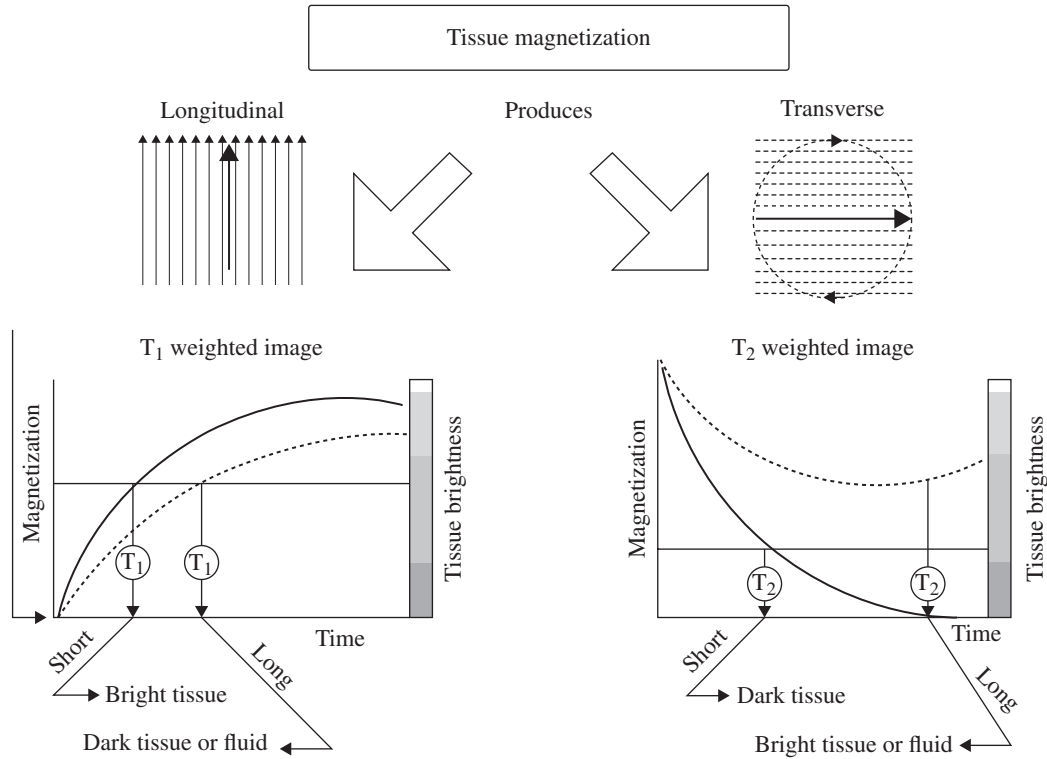 Tissue magnetization
Longitudinal
Produces
Transverse
T₁ weighted image
T₂ weighted image
Magnetization
T₁
T₁
Tissue brightness
Time
Short
Long
Bright tissue
Dark tissue or fluid
Magnetization
T₂
T₂
Tissue brightness
Time
Short
Long
Dark tissue
Bright tissue or fluid